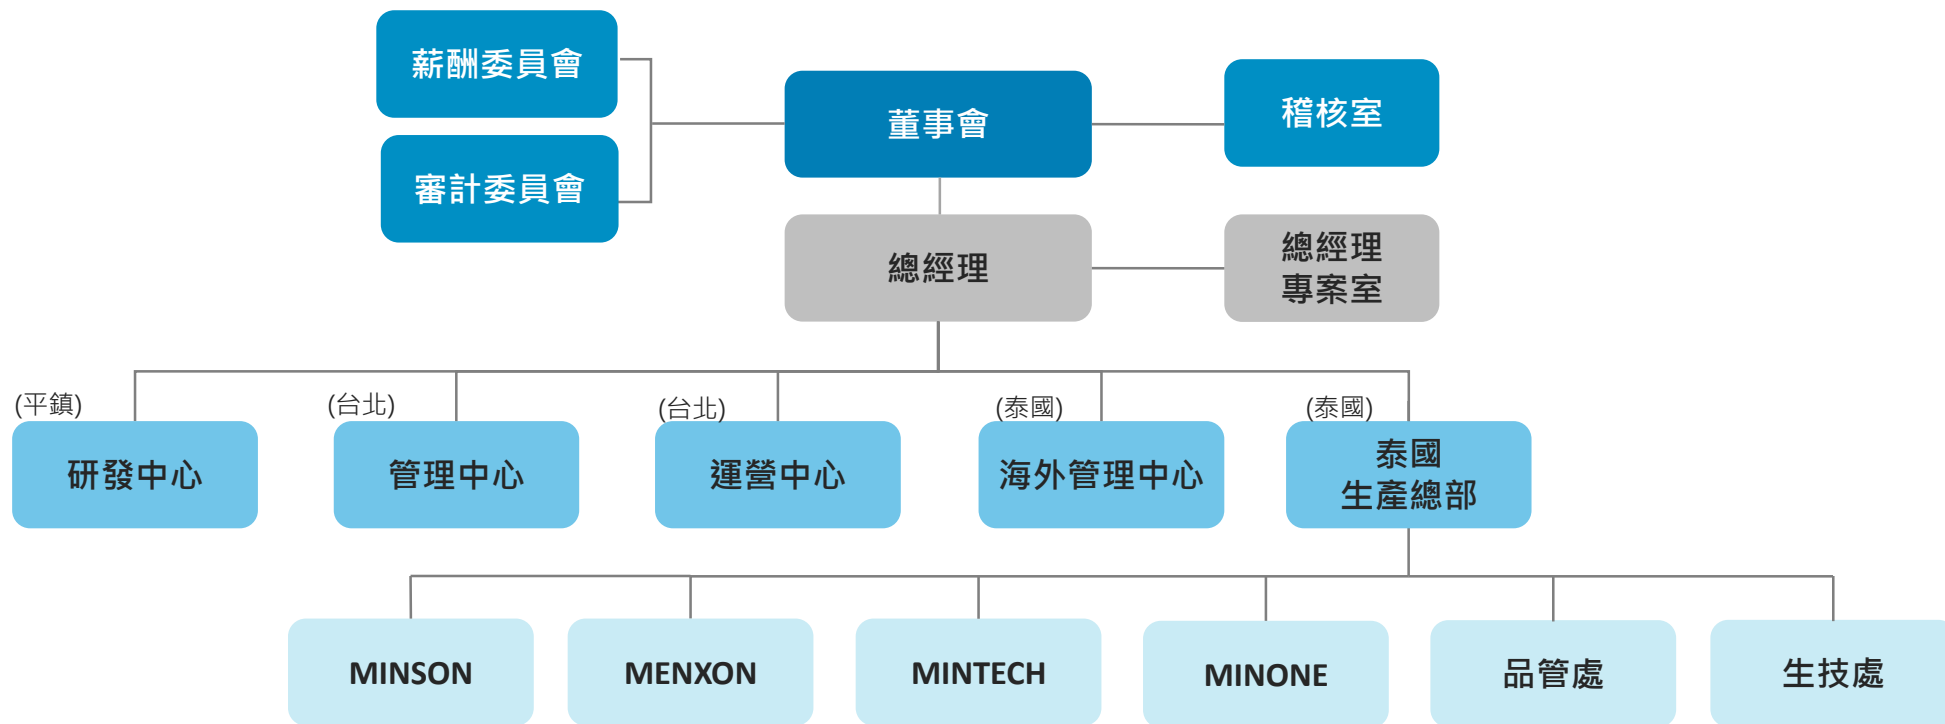 薪酬委員會
董事會
稽核室
審計委員會
總經理
總經理
專案室
(平鎮)
(台北)
(台北)
(泰國)
(泰國)
研發中心
管理中心
運營中心
海外管理中心
泰國
生產總部
MINSON
MENXON
MINTECH
MINONE
品管處
生技處